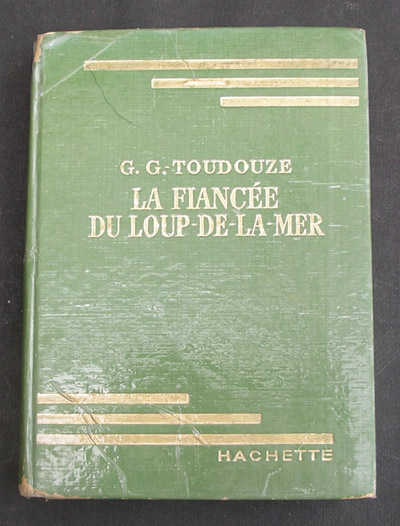 G. G.-TOUDOUZE
LA FIANCÉE
DU LOUP-DE-LA-MER
HACHETTE